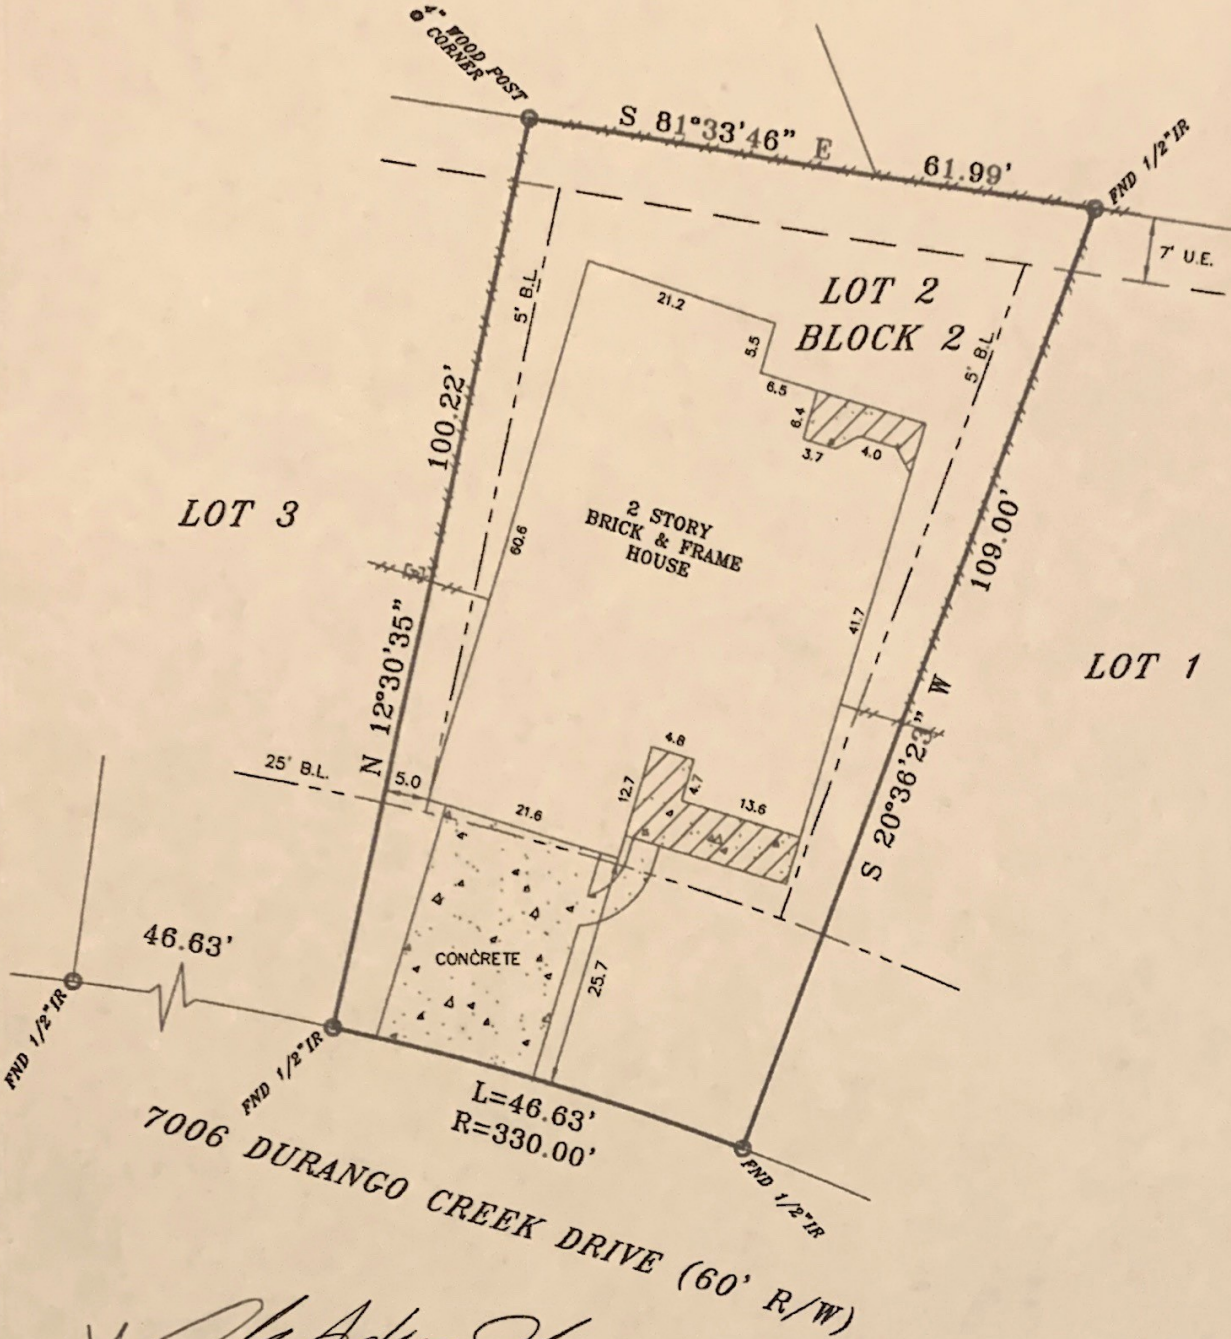 4" WOOD POST
CORNER
S 81°33'46" E 61.99'
FND 1/2"IR
7' U.E.
5' B.L.
21.2
LOT 2
BLOCK 2
5.5
5' B.L.
6.5
6.4
3.7
4.0
100.22'
LOT 3
2 STORY
BRICK & FRAME
HOUSE
60.6
109.00'
41.7
LOT 1
N 12°30'35"
S 20°36'23" W
25' B.L.
5.0
21.6
4.8
12.7
4.7
13.6
46.63'
CONCRETE
25.7
FND 1/2"IR
FND 1/2"IR
L=46.63'
R=330.00'
FND 1/2"IR
7006 DURANGO CREEK DRIVE (60' R/W)